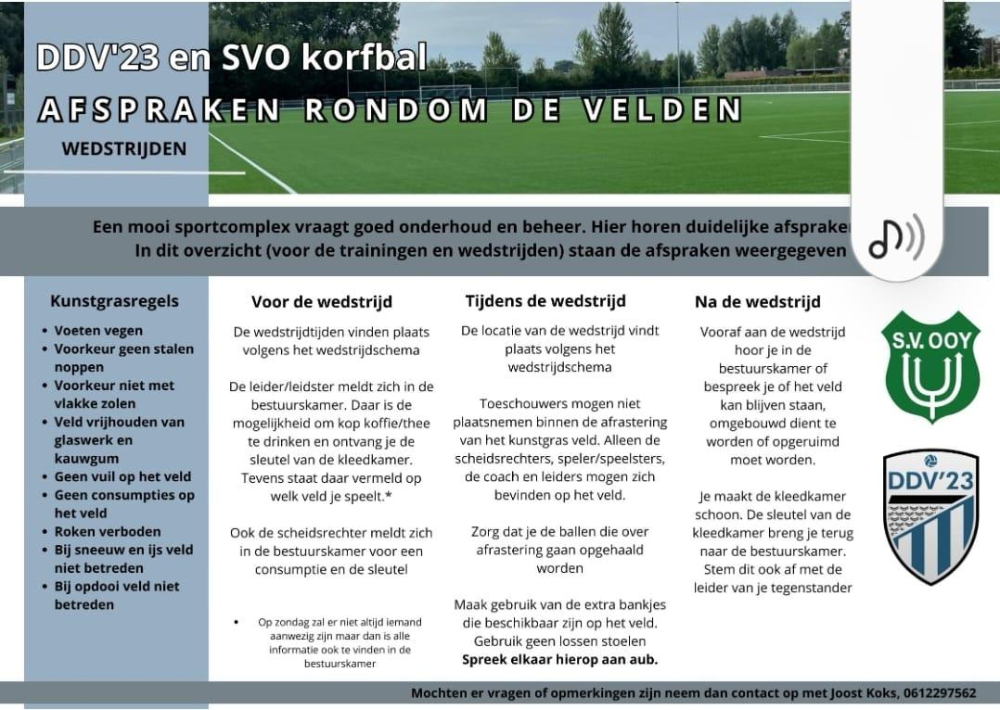 DDV'23 en SVO korfbal
AFSPRAKEN RONDOM DE VELDEN
WEDSTRIJDEN
Een mooi sportcomplex vraagt goed onderhoud en beheer. Hier horen duidelijke
In dit overzicht (voor de trainingen en wedstrijden) staan de afspraken weergegeven
Kunstgrasregels
• Voeten vegen
• Voorkeur geen stalen
noppen
• Voorkeur niet met
vlakke zolen
• Veld vrijhouden van
glaswerk en
kauwgum
• Geen vuil op het veld
• Geen consumpties op
het veld
• Roken verboden
• Bij sneeuw en ijs veld
niet betreden
• Bij opdooi veld niet
betreden
Voor de wedstrijd
De wedstrijdtijden vinden plaats
volgens het wedstrijdschema
De leider/leidster meldt zich in de
bestuurskamer. Daar is de
mogelijkheid om kop koffie/thee
te drinken en ontvang je de
sleutel van de kleedkamer.
Tevens staat daar vermeld op
welk veld je speelt.*
Ook de scheidsrechter meldt zich
in de bestuurskamer voor een
consumptie en de sleutel
• Op zondag zal er niet altijd iemand
aanwezig zijn maar dan is alle
informatie ook te vinden in de
bestuurskamer
Tijdens de wedstrijd
De locatie van de wedstrijd vindt
plaats volgens het
wedstrijdschema
Toeschouwers mogen niet
plaatsnemen binnen de afrastering
van het kunstgras veld. Alleen de
scheidsrechters, speler/speelsters,
de coach en leiders mogen zich
bevinden op het veld.
Zorg dat je de ballen die over
afrastering gaan opgehaald
worden
Maak gebruik van de extra bankjes
die beschikbaar zijn op het veld.
Gebruik geen lossen stoelen
Spreek elkaar hierop aan aub.
Na de wedstrijd
Vooraf aan de wedstrijd
hoor je in de
bestuurskamer of
bespreek je of het veld
kan blijven staan,
omgebouwd dient te
worden of opgeruimd
moet worden.
Je maakt de kleedkamer
schoon. De sleutel van de
kleedkamer breng je terug
naar de bestuurskamer.
Stem dit ook af met de
leider van je tegenstander
S.V. OOY
DDV'23
Mochten er vragen of opmerkingen zijn neem dan contact op met Joost Koks, 0612297562